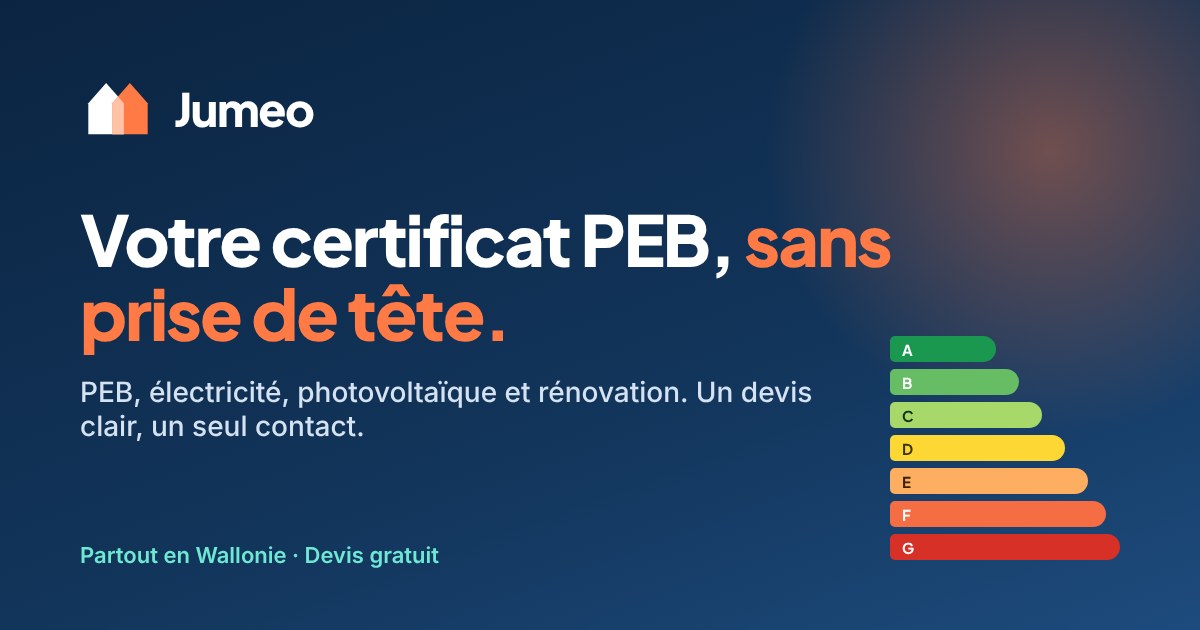 Jumeo
Votre certificat PEB, sans
prise de tête.
PEB, électricité, photovoltaïque et rénovation. Un devis
clair, un seul contact.
A
B
C
D
E
F
G
Partout en Wallonie · Devis gratuit